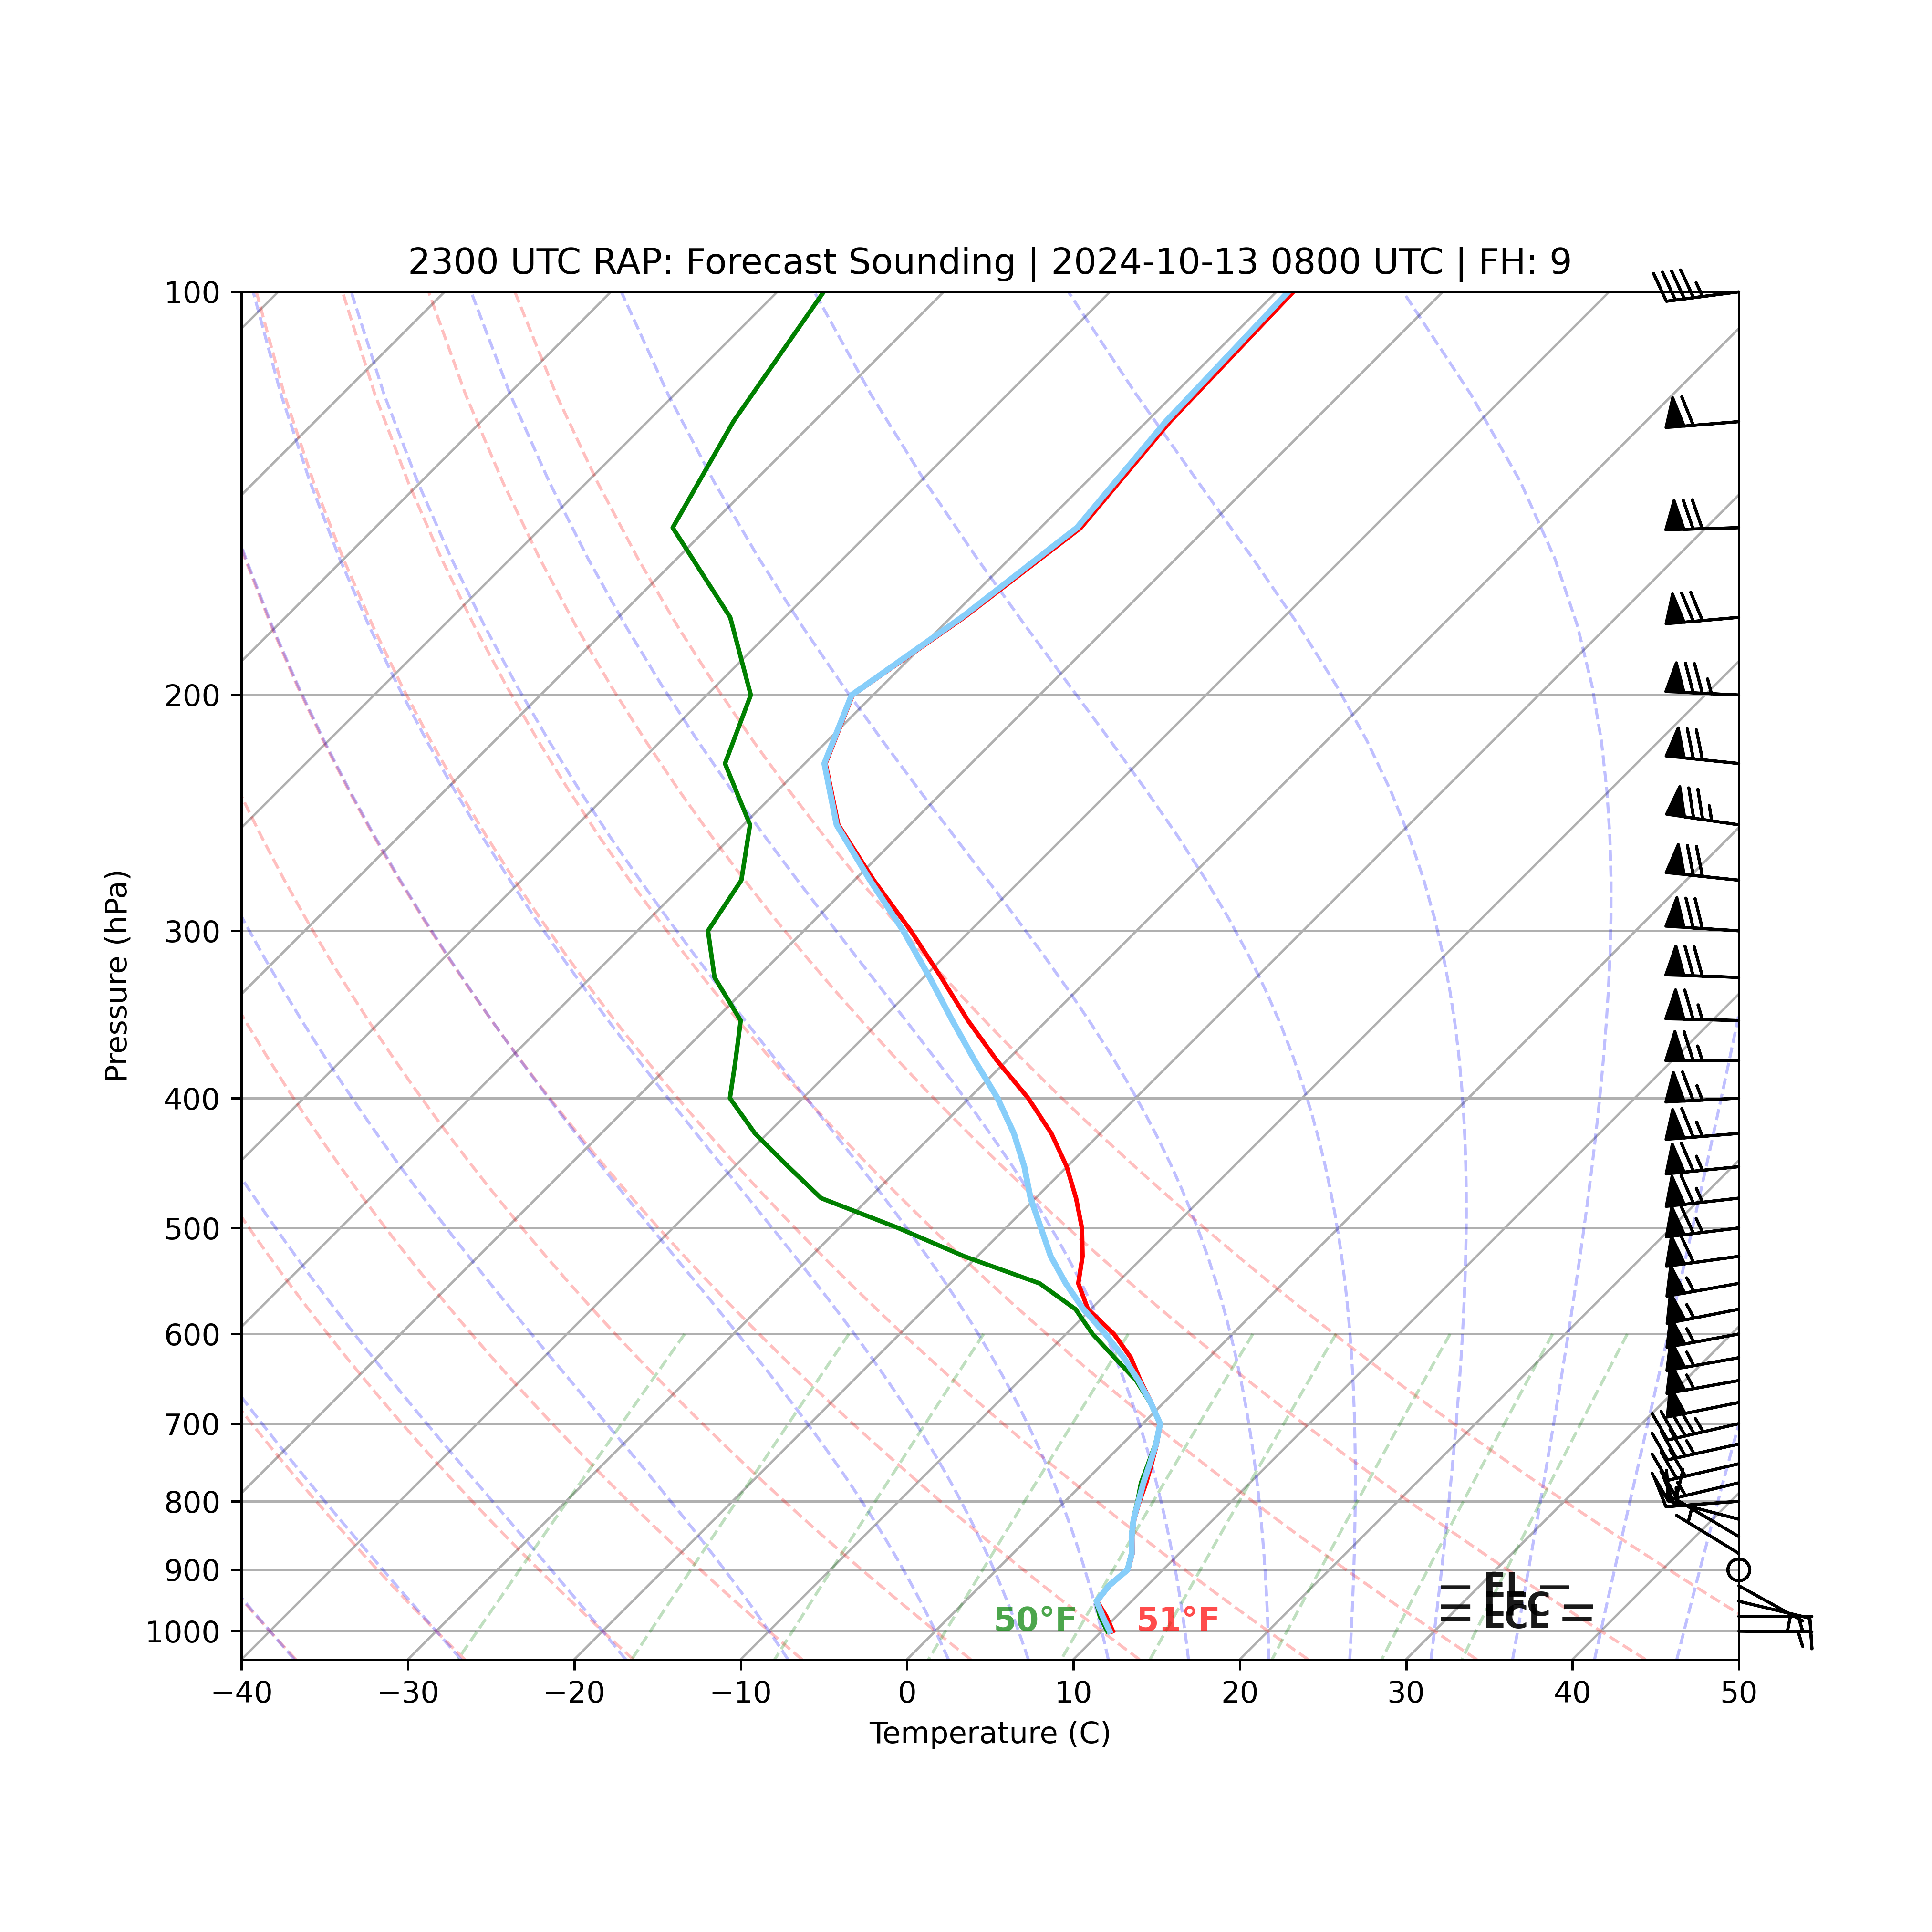 2300 UTC RAP: Forecast Sounding | 2024-10-13 0800 UTC | FH: 9
100
200
300
400
500
600
700
800
900
1000
Pressure (hPa)
— EL —
50°F
51°F
— LCL —
−40
−30
−20
−10
0
10
20
30
40
50
Temperature (C)